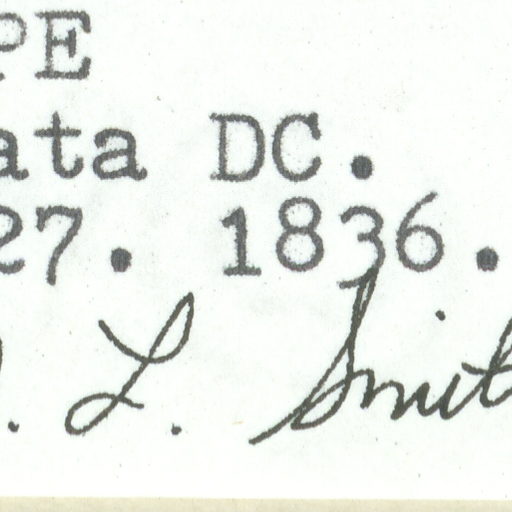 PE
ata DC.
27. 1836.
. L. Smit